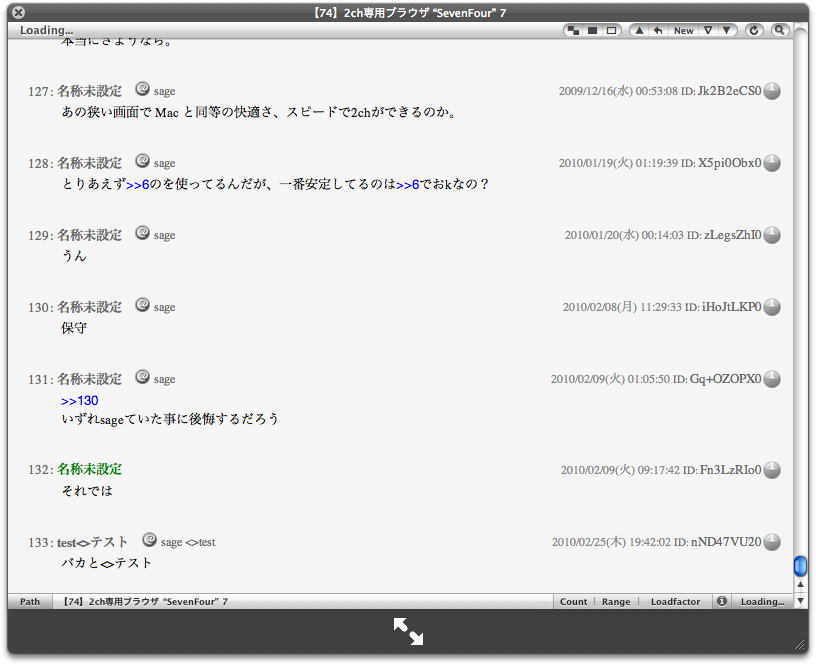 【74】2ch専用ブラウザ “SevenFour” 7
Loading... New
本当にさようなら。
127: 名称未設定 @ sage 2009/12/16(水) 00:53:08 ID: Jk2B2eCS0 1
あの狭い画面で Mac と同等の快適さ、スピードで2chができるのか。
128: 名称未設定 @ sage 2010/01/19(火) 01:19:39 ID: X5pi0Obx0 1
とりあえず>>6のを使ってるんだが、一番安定してるのは>>6でおkなの？
129: 名称未設定 @ sage 2010/01/20(水) 00:14:03 ID: zLegsZhI0 1
うん
130: 名称未設定 @ sage 2010/02/08(月) 11:29:33 ID: iHoJtLKP0 1
保守
131: 名称未設定 @ sage 2010/02/09(火) 01:05:50 ID: Gq+OZOPX0 1
>>130
いずれsageていた事に後悔するだろう
132: 名称未設定 2010/02/09(火) 09:17:42 ID: Fn3LzRIo0 1
それでは
133: test<>テスト @ sage <>test 2010/02/25(木) 19:42:02 ID: nND47VU20 1
バカと<>テスト
Path 【74】2ch専用ブラウザ “SevenFour” 7 Count Range Loadfactor Loading...